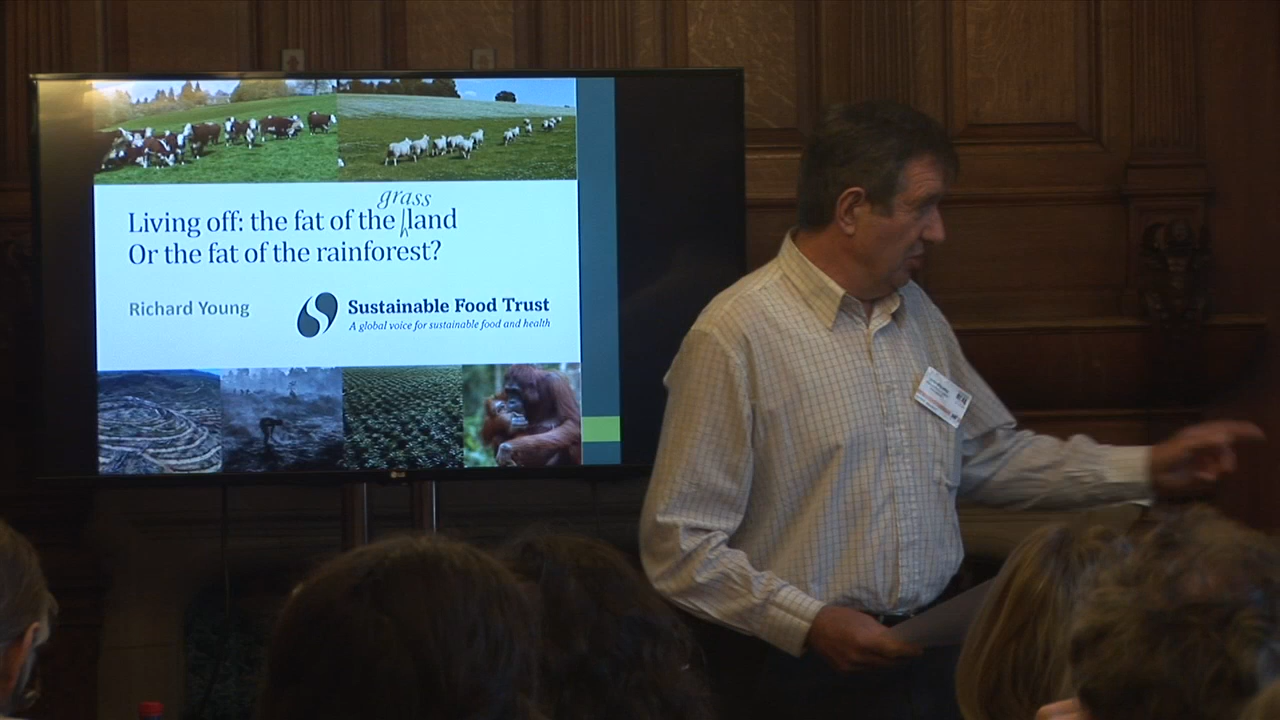 grass
Living off: the fat of the land
Or the fat of the rainforest?
Richard Young
Sustainable Food Trust
A global voice for sustainable food and health